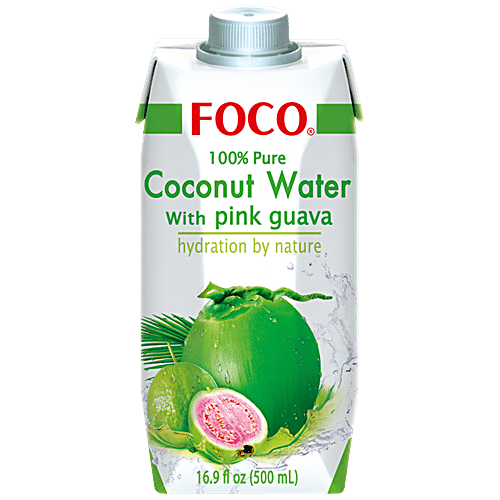 FOCO®
100% Pure
Coconut Water
With pink guava
hydration by nature
16.9 fl oz (500 mL)